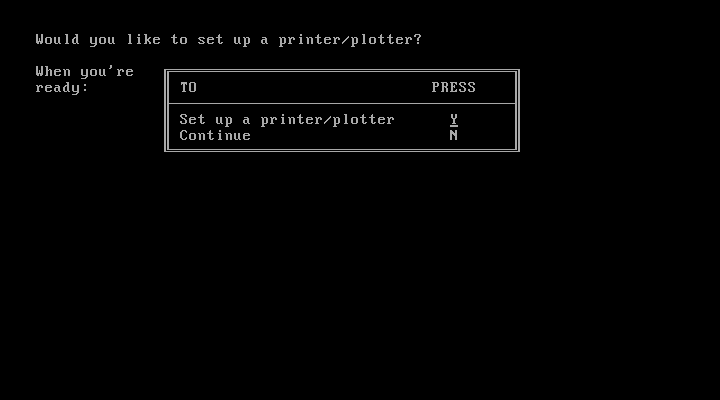 Would you like to set up a printer/plotter?
When you're
ready:
TO PRESS
Set up a printer/plotter Y
Continue N